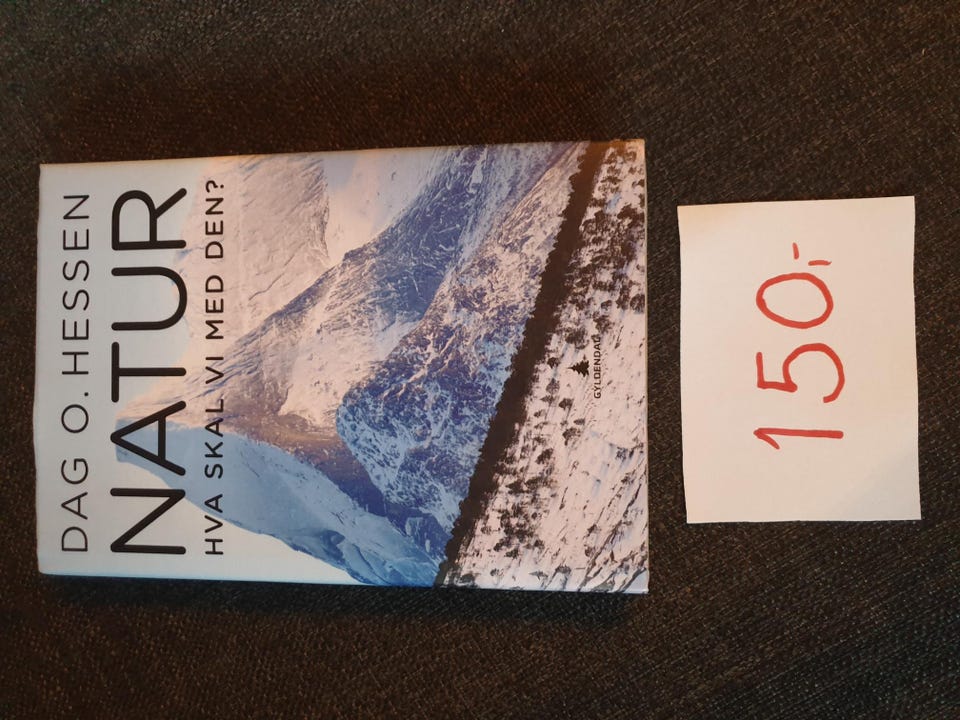 DAG O. HESSEN
NATUR
HVA SKAL VI MED DEN?
GYLDENDAL
150,-